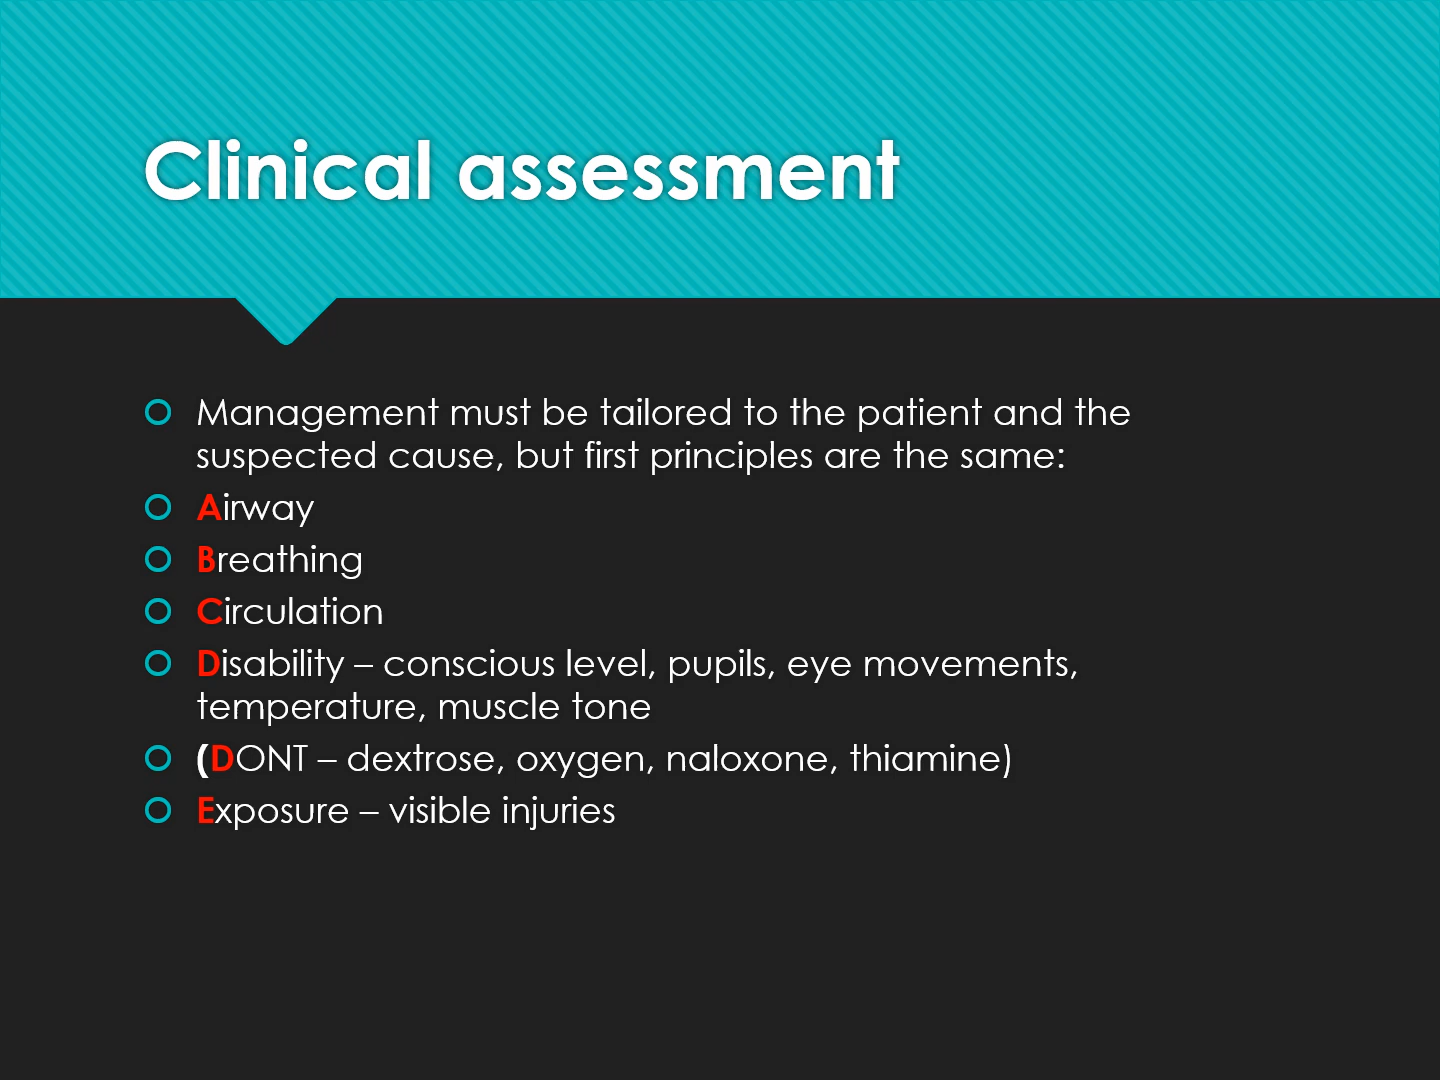 Clinical assessment
Management must be tailored to the patient and the
suspected cause, but first principles are the same:
Airway
Breathing
Circulation
Disability – conscious level, pupils, eye movements,
temperature, muscle tone
(DONT – dextrose, oxygen, naloxone, thiamine)
Exposure – visible injuries